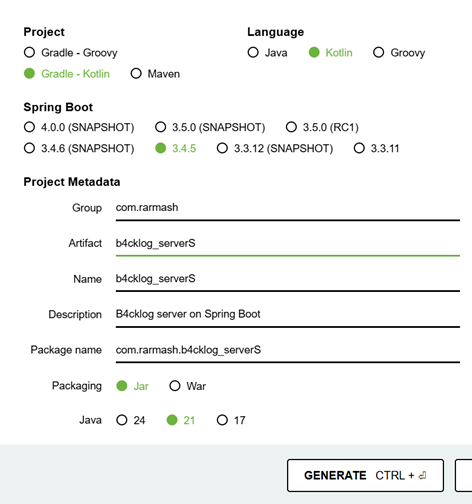 Project Language
Gradle - Groovy Java Kotlin Groovy
Gradle - Kotlin Maven
Spring Boot
4.0.0 (SNAPSHOT) 3.5.0 (SNAPSHOT) 3.5.0 (RC1)
3.4.6 (SNAPSHOT) 3.4.5 3.3.12 (SNAPSHOT) 3.3.11
Project Metadata
Group com.rarmash
Artifact b4cklog_serverS
Name b4cklog_serverS
Description B4cklog server on Spring Boot
Package name com.rarmash.b4cklog_serverS
Packaging Jar War
Java 24 21 17
GENERATE CTRL + ⏎